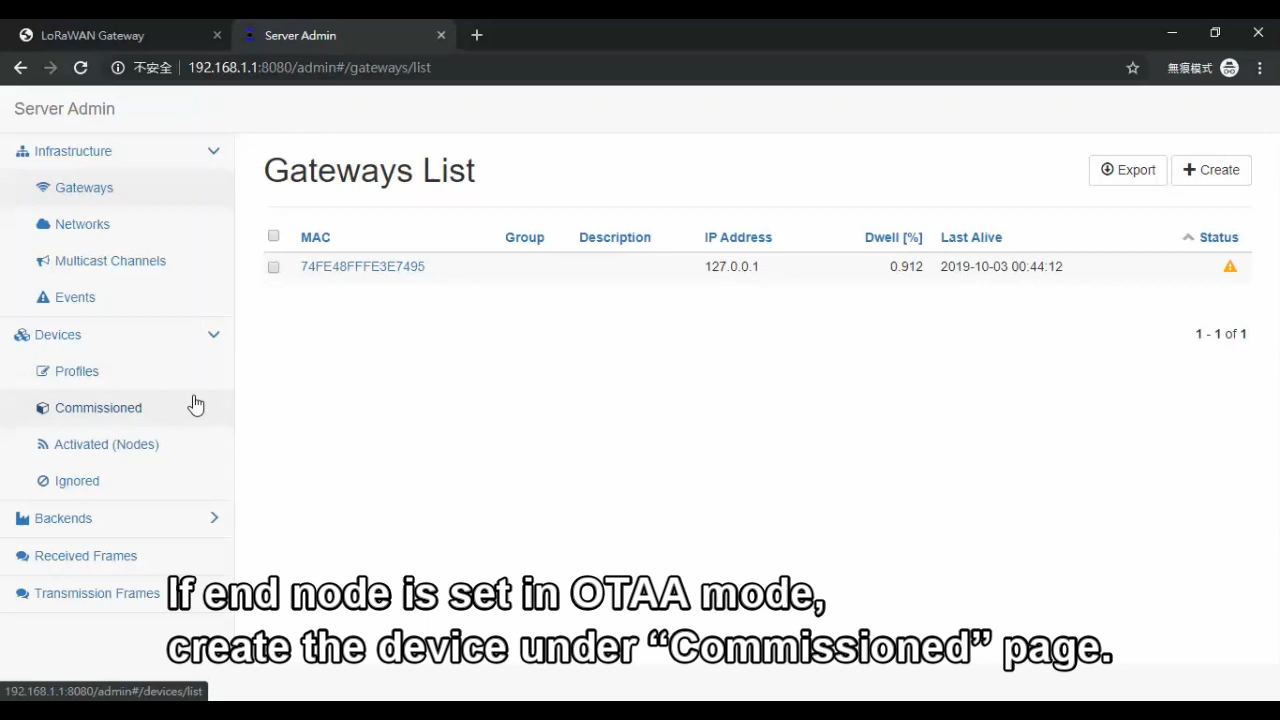 LoRaWAN Gateway
Server Admin
不安全 192.168.1.1:8080/admin#/gateways/list
無痕模式
Server Admin
Infrastructure
Gateways
Networks
Multicast Channels
Events
Devices
Profiles
Commissioned
Activated (Nodes)
Ignored
Backends
Received Frames
Transmission Frames
Gateways List
Export
Create
MAC Group Description IP Address Dwell [%] Last Alive Status
74FE48FFFE3E7495 127.0.0.1 0.912 2019-10-03 00:44:12
1 - 1 of 1
If end node is set in OTAA mode,
create the device under “Commissioned” page.
192.168.1.1:8080/admin#/devices/list